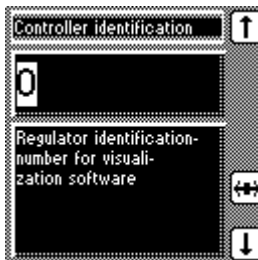 Controller identification
0
Regulator identification-
number for visuali-
zation software